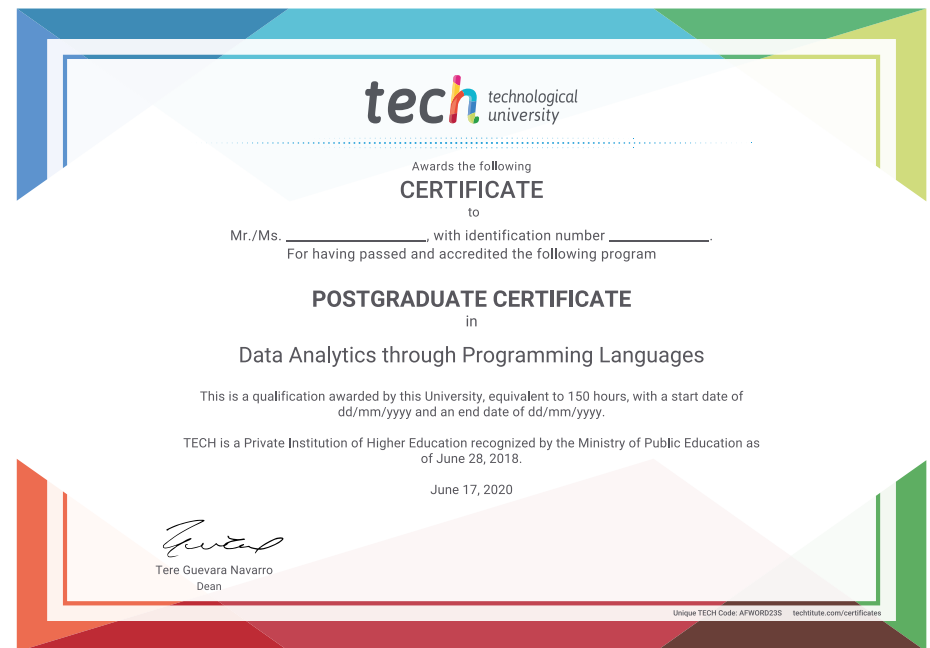 tech technological
university
Awards the following
CERTIFICATE
to
Mr./Ms. ____________________, with identification number ______________.
For having passed and accredited the following program
POSTGRADUATE CERTIFICATE
in
Data Analytics through Programming Languages
This is a qualification awarded by this University, equivalent to 150 hours, with a start date of
dd/mm/yyyy and an end date of dd/mm/yyyy.
TECH is a Private Institution of Higher Education recognized by the Ministry of Public Education as
of June 28, 2018.
June 17, 2020
Tere Guevara Navarro
Dean
Unique TECH Code: AFWORD23S techtitute.com/certificates